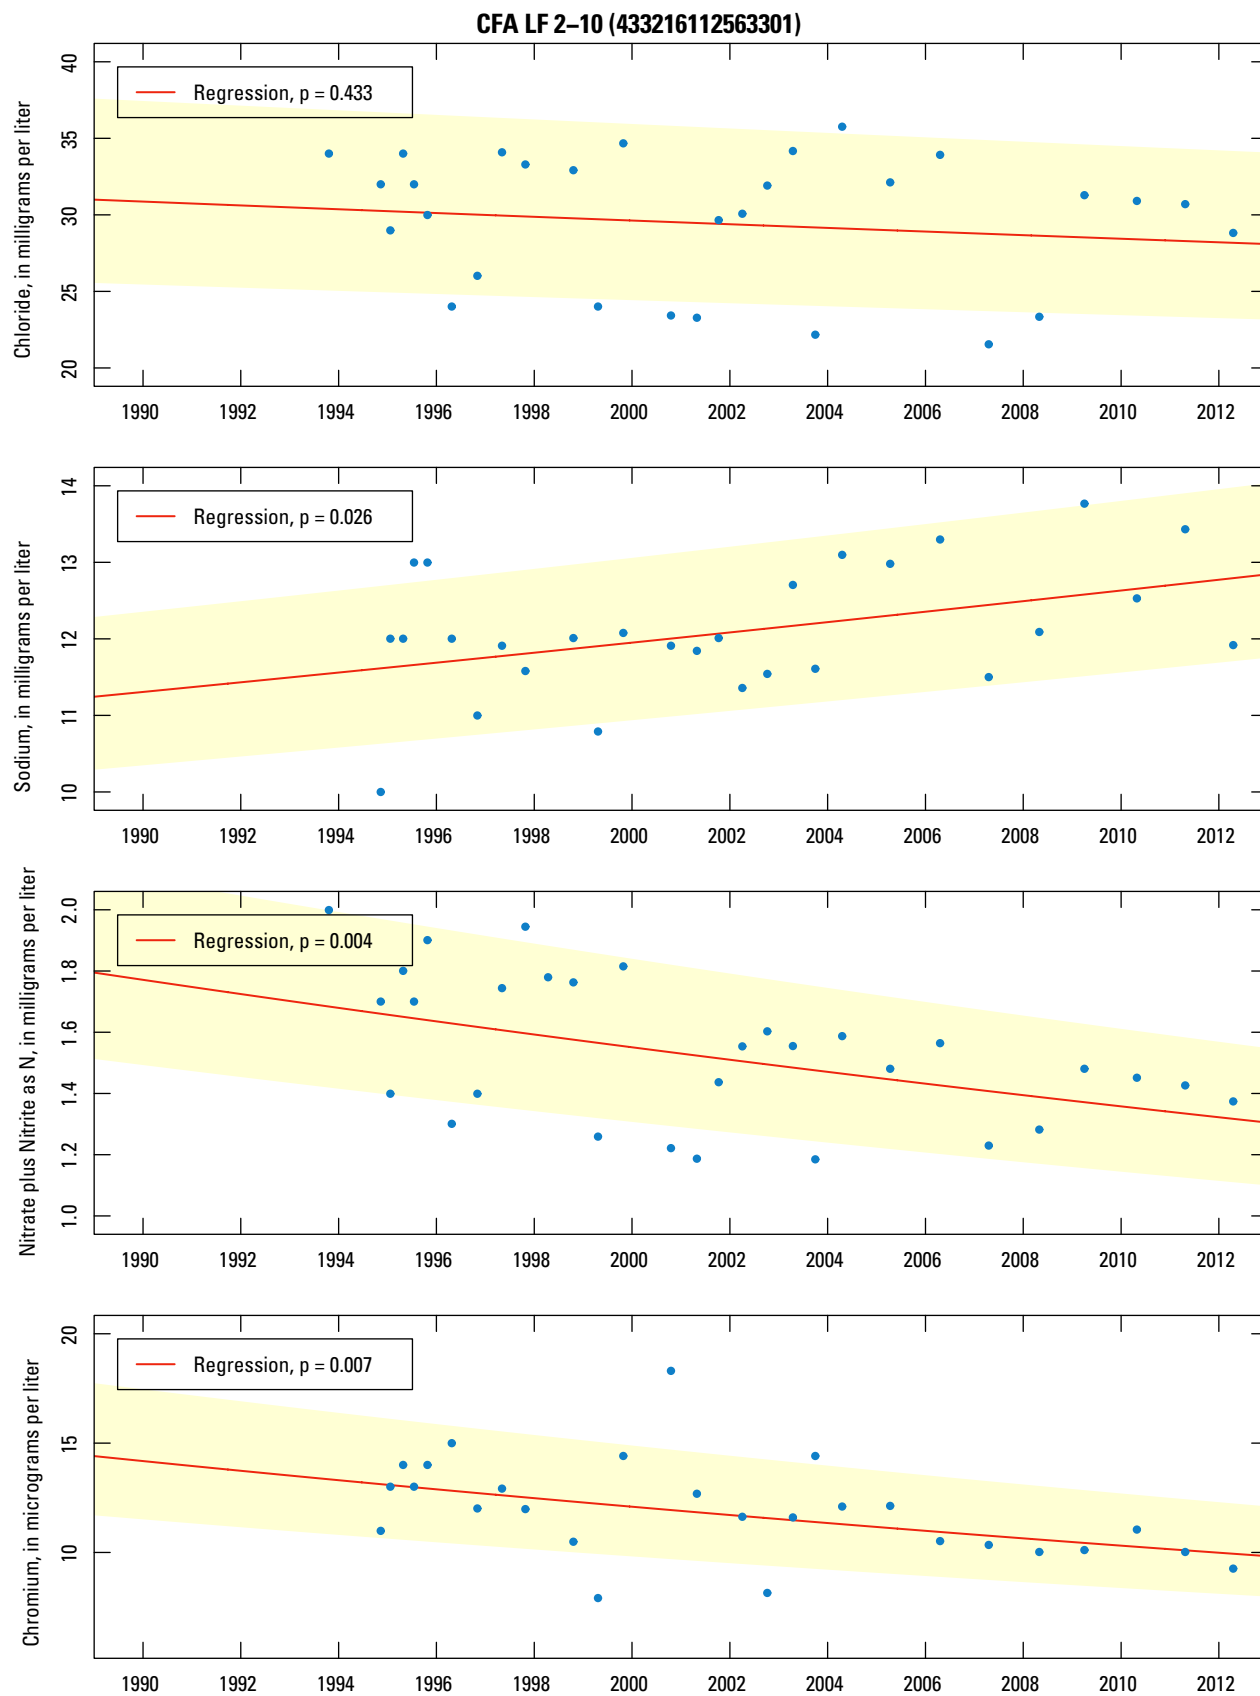 CFA LF 2–10 (433216112563301)
Chloride, in milligrams per liter
40
35
30
25
20
Regression, p = 0.433
1990 1992 1994 1996 1998 2000 2002 2004 2006 2008 2010 2012
Sodium, in milligrams per liter
14
13
12
11
10
Regression, p = 0.026
1990 1992 1994 1996 1998 2000 2002 2004 2006 2008 2010 2012
Nitrate plus Nitrite as N, in milligrams per liter
2.0
1.8
1.6
1.4
1.2
1.0
Regression, p = 0.004
1990 1992 1994 1996 1998 2000 2002 2004 2006 2008 2010 2012
Chromium, in micrograms per liter
20
15
10
Regression, p = 0.007
1990 1992 1994 1996 1998 2000 2002 2004 2006 2008 2010 2012